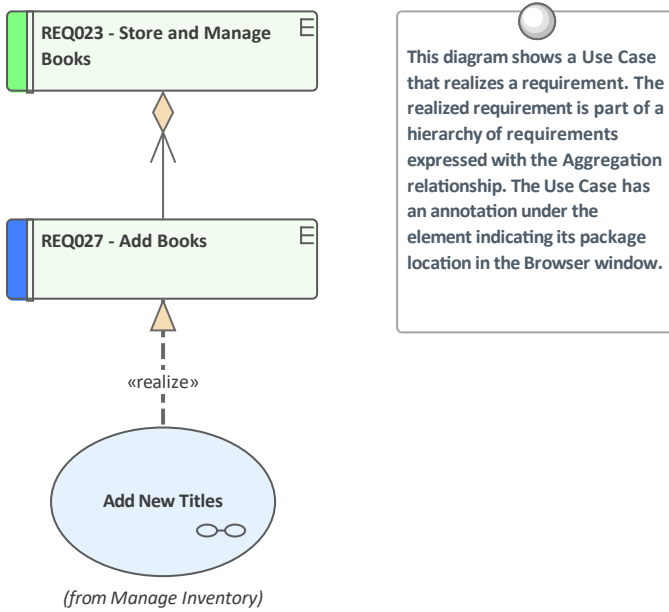 REQ023 - Store and Manage
Books
E
REQ027 - Add Books
E
«realize»
Add New Titles
(from Manage Inventory)
This diagram shows a Use Case
that realizes a requirement. The
realized requirement is part of a
hierarchy of requirements
expressed with the Aggregation
relationship. The Use Case has
an annotation under the
element indicating its package
location in the Browser window.